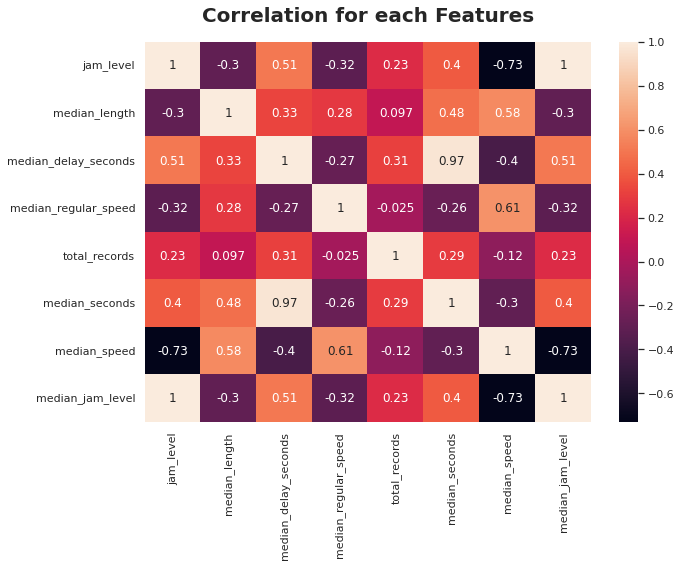 Correlation for each Features
jam_level 1 -0.3 0.51 -0.32 0.23 0.4 -0.73 1
median_length -0.3 1 0.33 0.28 0.097 0.48 0.58 -0.3
median_delay_seconds 0.51 0.33 1 -0.27 0.31 0.97 -0.4 0.51
median_regular_speed -0.32 0.28 -0.27 1 -0.025 -0.26 0.61 -0.32
total_records 0.23 0.097 0.31 -0.025 1 0.29 -0.12 0.23
median_seconds 0.4 0.48 0.97 -0.26 0.29 1 -0.3 0.4
median_speed -0.73 0.58 -0.4 0.61 -0.12 -0.3 1 -0.73
median_jam_level 1 -0.3 0.51 -0.32 0.23 0.4 -0.73 1
jam_level
median_length
median_delay_seconds
median_regular_speed
total_records
median_seconds
median_speed
median_jam_level
1.0
0.8
0.6
0.4
0.2
0.0
−0.2
−0.4
−0.6